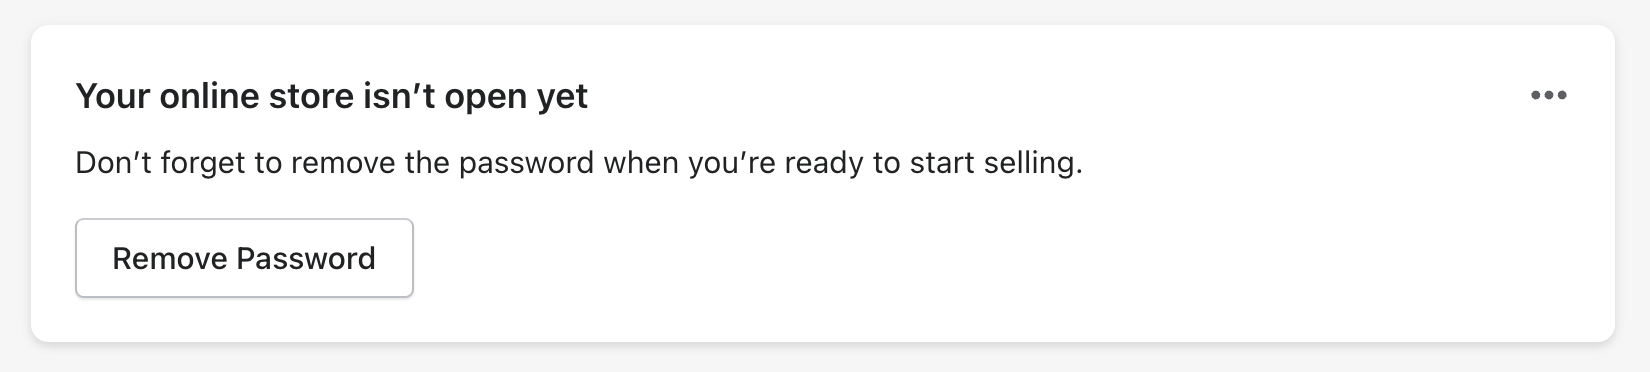 Your online store isn’t open yet
Don’t forget to remove the password when you’re ready to start selling.
Remove Password